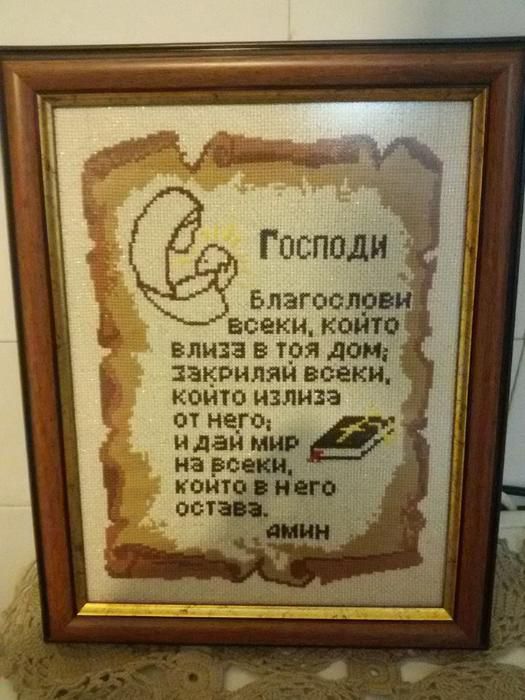 Господи
Благослови
всеки, който
влиза в тоя дом;
закриляй всеки,
който излиза
от него;
и дай мир
на всеки,
който в него
остава.
АМИН